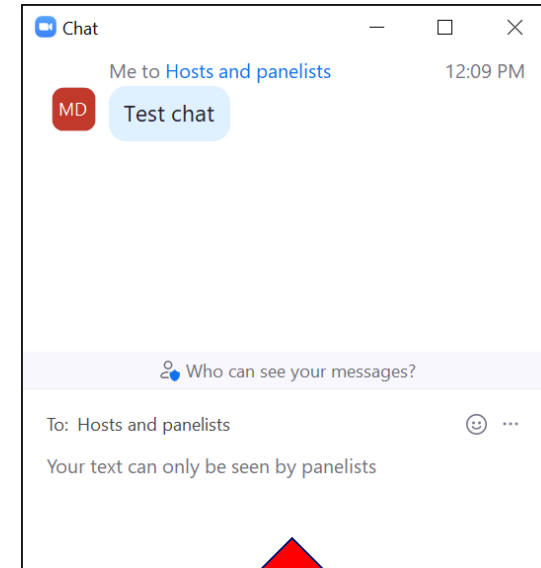 Chat
Me to Hosts and panelists 12:09 PM
MD
Test chat
Who can see your messages?
To: Hosts and panelists
Your text can only be seen by panelists